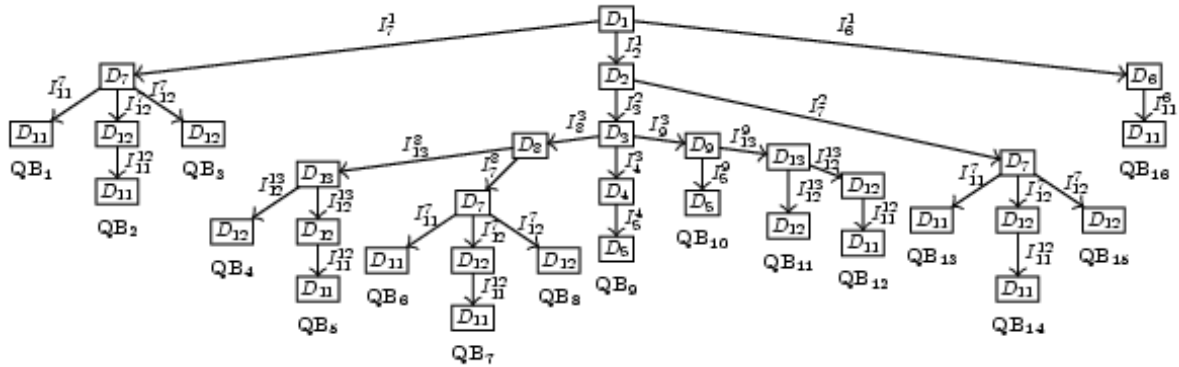 D₁
I₇¹ I₂¹ I₆¹
D₇ D₂ D₆
I₁₁⁷ I₁₂⁷ I₁₂⁷ I₃² I₇² I₁₁⁶
D₁₁ D₁₂ D₁₂ I₈³ D₃ I₉³ D₁₁
QB₁ I₁₁¹² QB₃ I₁₃⁸ D₈ I₄³ D₉ I₁₃⁹ D₁₃ I₁₂¹³ D₇ QB₁₆
D₁₁ D₁₃ I₇⁸ D₄ I₅⁹ I₁₂¹³ D₁₂ I₁₁⁷ I₁₂⁷ I₁₂⁷
QB₂ I₁₂¹³ I₁₂¹³ D₇ I₅⁴ D₅ I₁₁¹²
D₁₂ D₁₂ I₁₁⁷ I₁₂⁷ I₁₂⁷ D₅ QB₁₀ D₁₂ D₁₁ D₁₁ D₁₂ D₁₂
QB₄ I₁₁¹² D₁₁ D₁₂ D₁₂ QB₉ QB₁₁ QB₁₂ QB₁₃ I₁₁¹² QB₁₅
D₁₁ QB₆ I₁₁¹² QB₈ D₁₁
QB₅ D₁₁ QB₁₄
QB₇